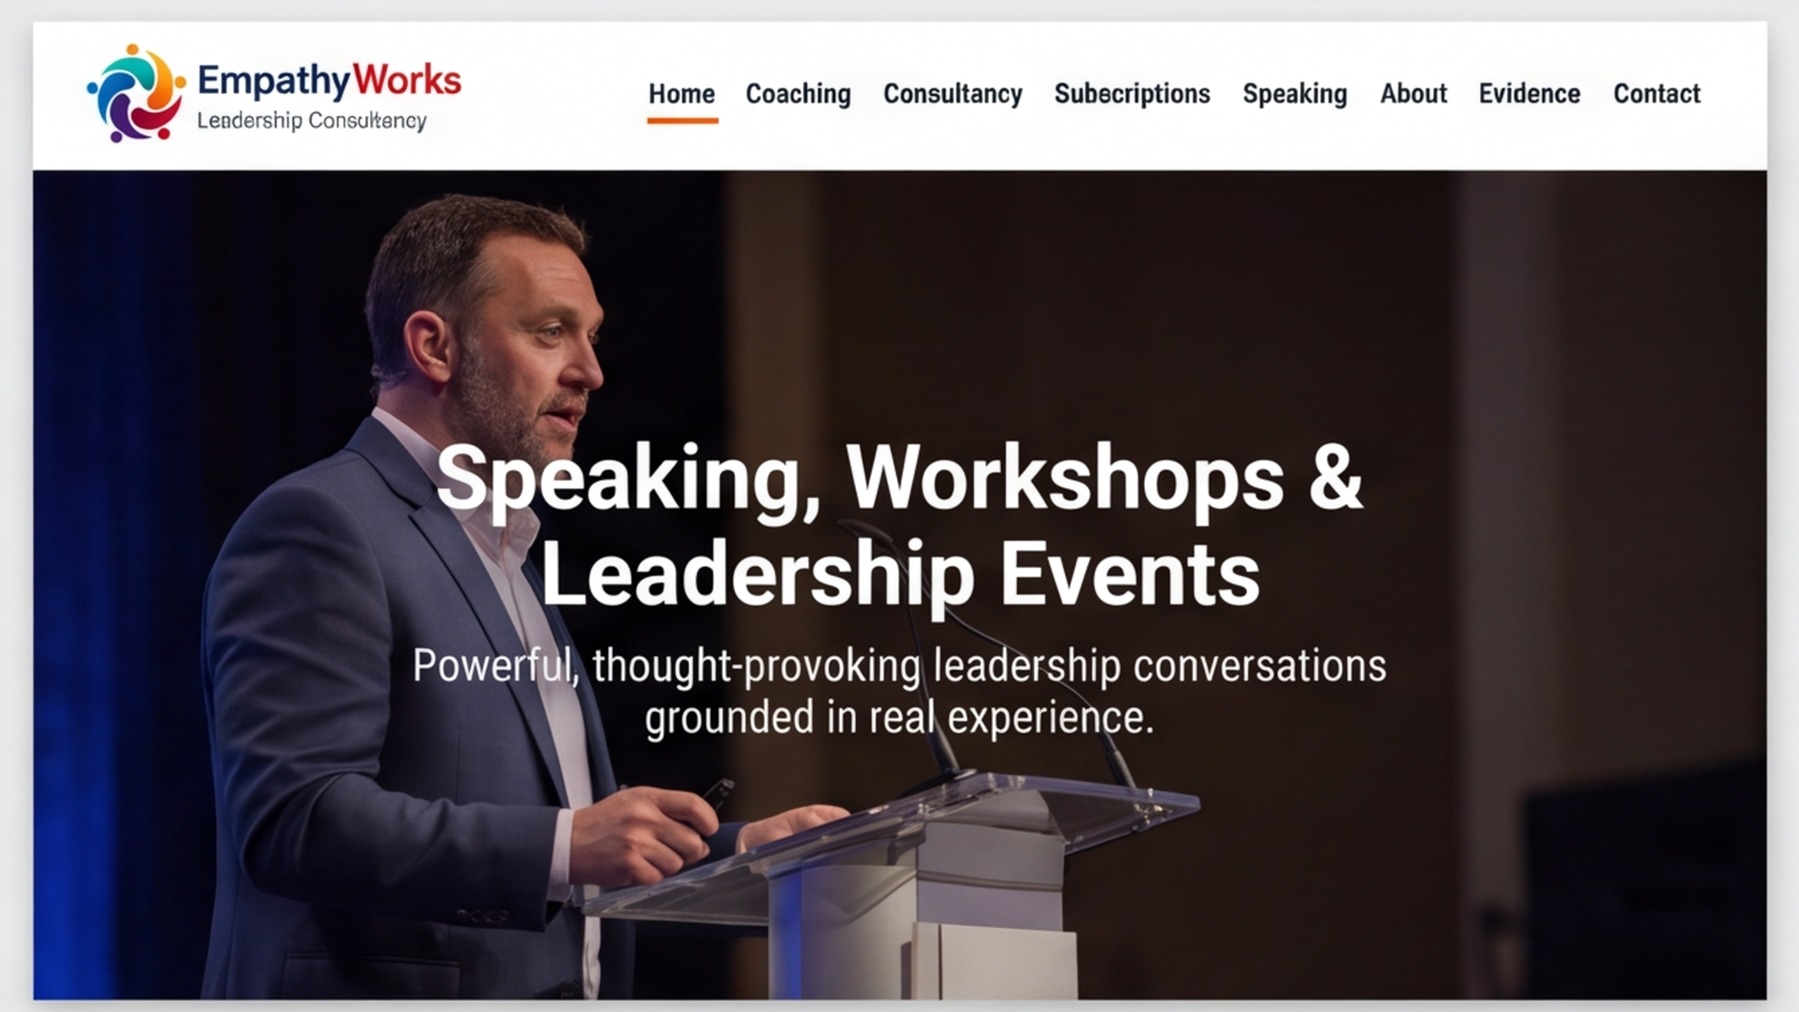 EmpathyWorks
Leadership Consultancy
Home Coaching Consultancy Subecriptions Speaking About Evidence Contact
Speaking, Workshops &
Leadership Events
Powerful, thought-provoking leadership conversations
grounded in real experience.